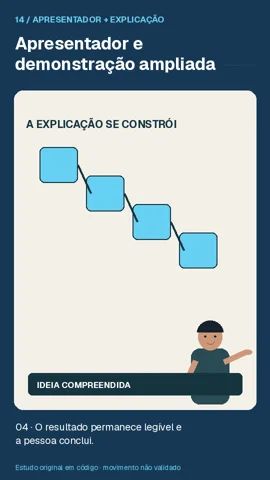 14 / APRESENTADOR + EXPLICAÇÃO
Apresentador e
demonstração ampliada
A EXPLICAÇÃO SE CONSTRÓI
IDEIA COMPREENDIDA
04 · O resultado permanece legível e
a pessoa conclui.
Estudo original em código · movimento não validado